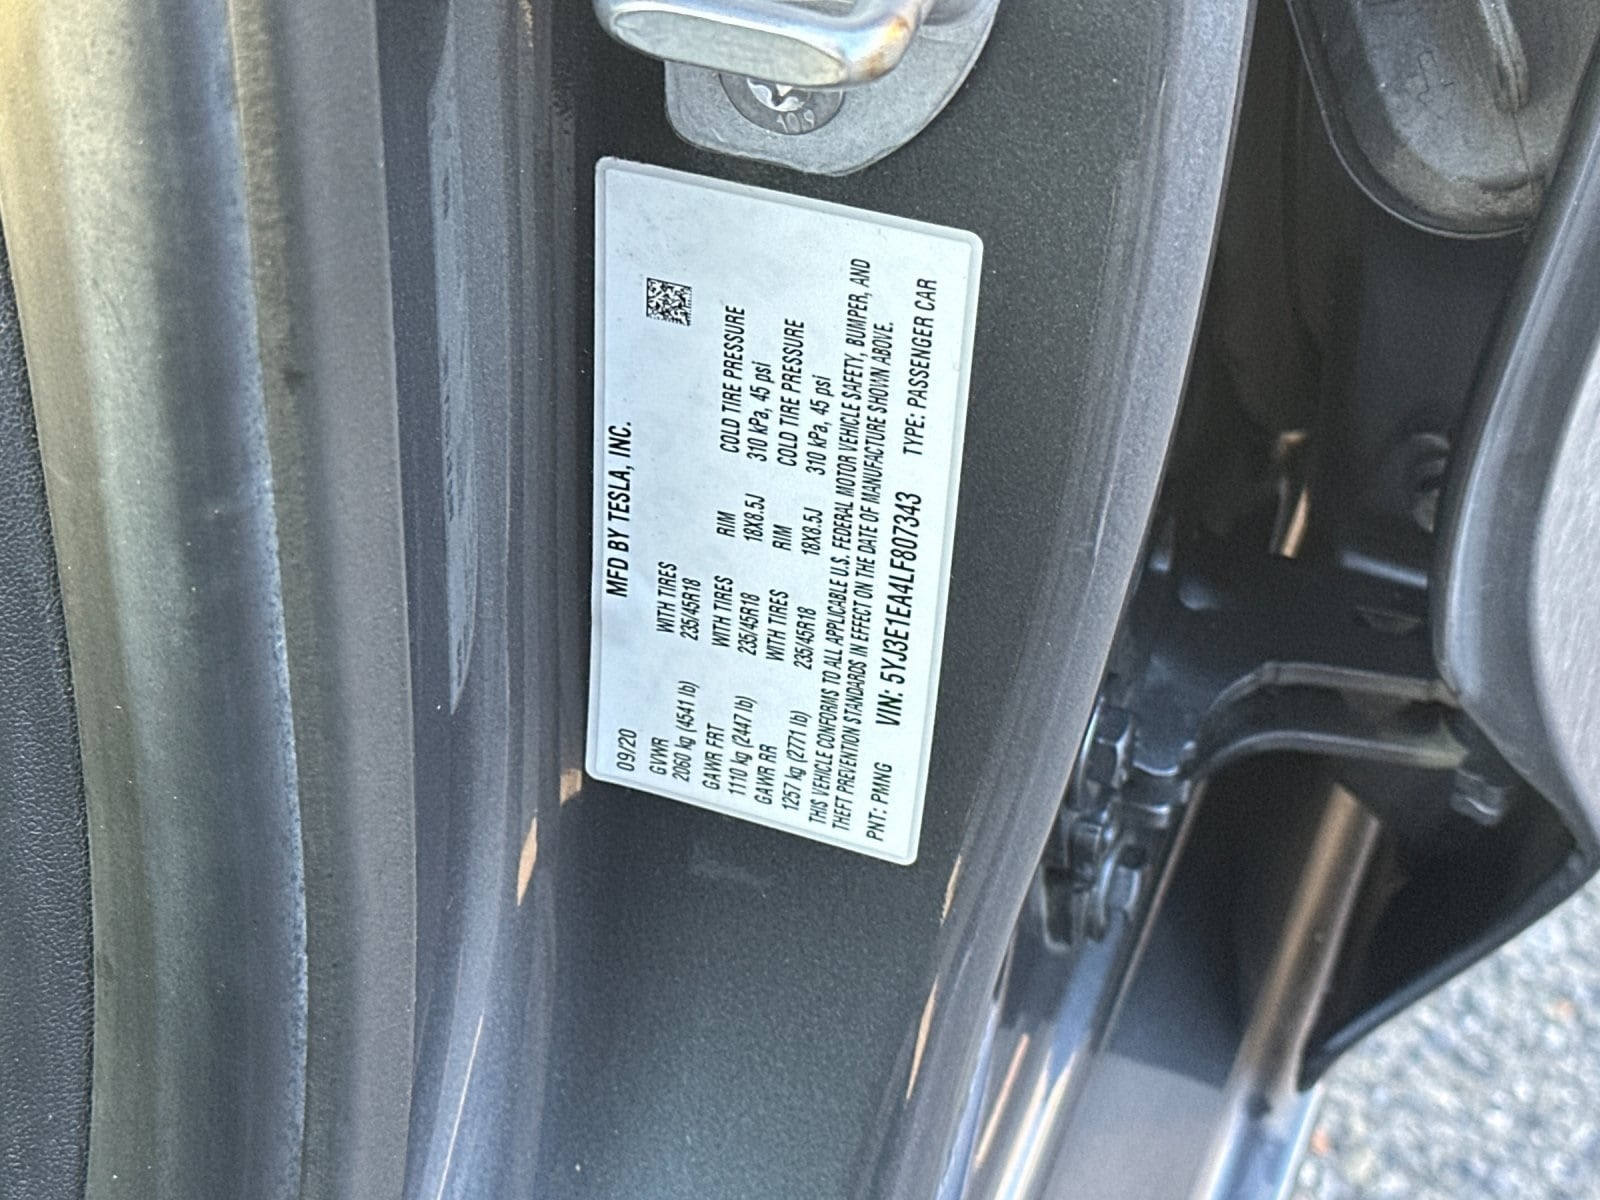 MFD BY TESLA, INC.
09/20
GVWR WITH TIRES
2060 kg (4541 lb) 235/45R18
GAWR FRT WITH TIRES RIM COLD TIRE PRESSURE
1110 kg (2447 lb) 235/45R18 18X8.5J 310 kPa, 45 psi
GAWR RR WITH TIRES RIM COLD TIRE PRESSURE
1257 kg (2771 lb) 235/45R18 18X8.5J 310 kPa, 45 psi
THIS VEHICLE CONFORMS TO ALL APPLICABLE U.S. FEDERAL MOTOR VEHICLE SAFETY, BUMPER, AND
THEFT PREVENTION STANDARDS IN EFFECT ON THE DATE OF MANUFACTURE SHOWN ABOVE.
PNT: PMNG VIN: 5YJ3E1EA4LF807343 TYPE: PASSENGER CAR